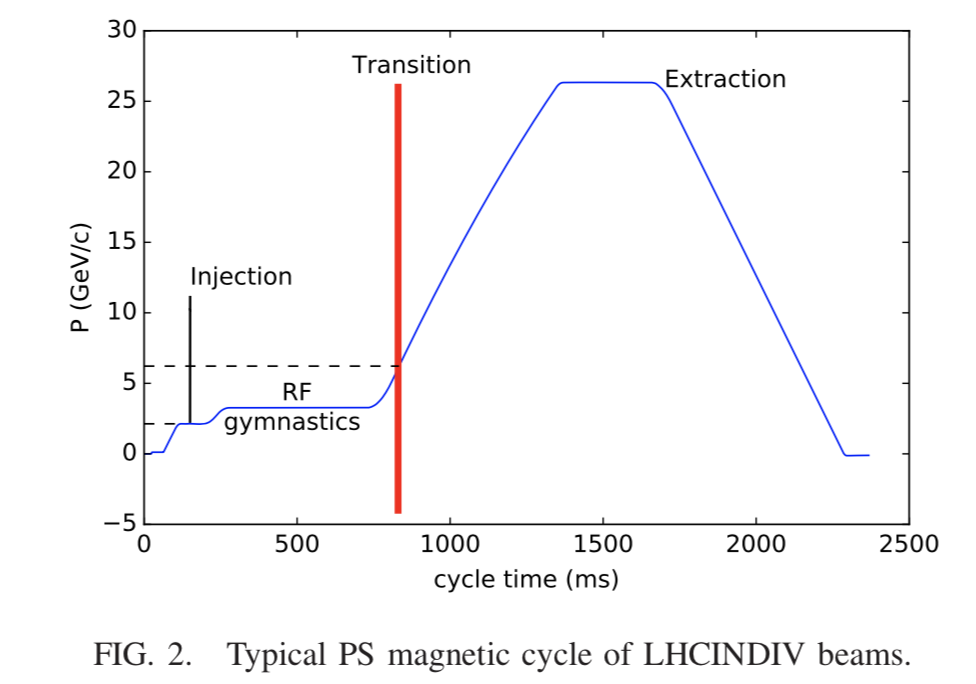 30
25
20
15
10
5
0
−5
P (GeV/c)
Transition
Extraction
Injection
RF
gymnastics
0 500 1000 1500 2000 2500
cycle time (ms)
FIG. 2. Typical PS magnetic cycle of LHCINDIV beams.